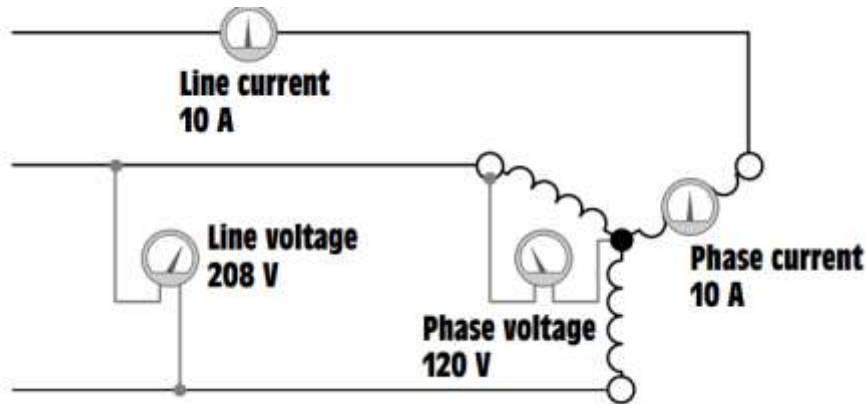 Line current
10 A
Line voltage
208 V
Phase voltage
120 V
Phase current
10 A